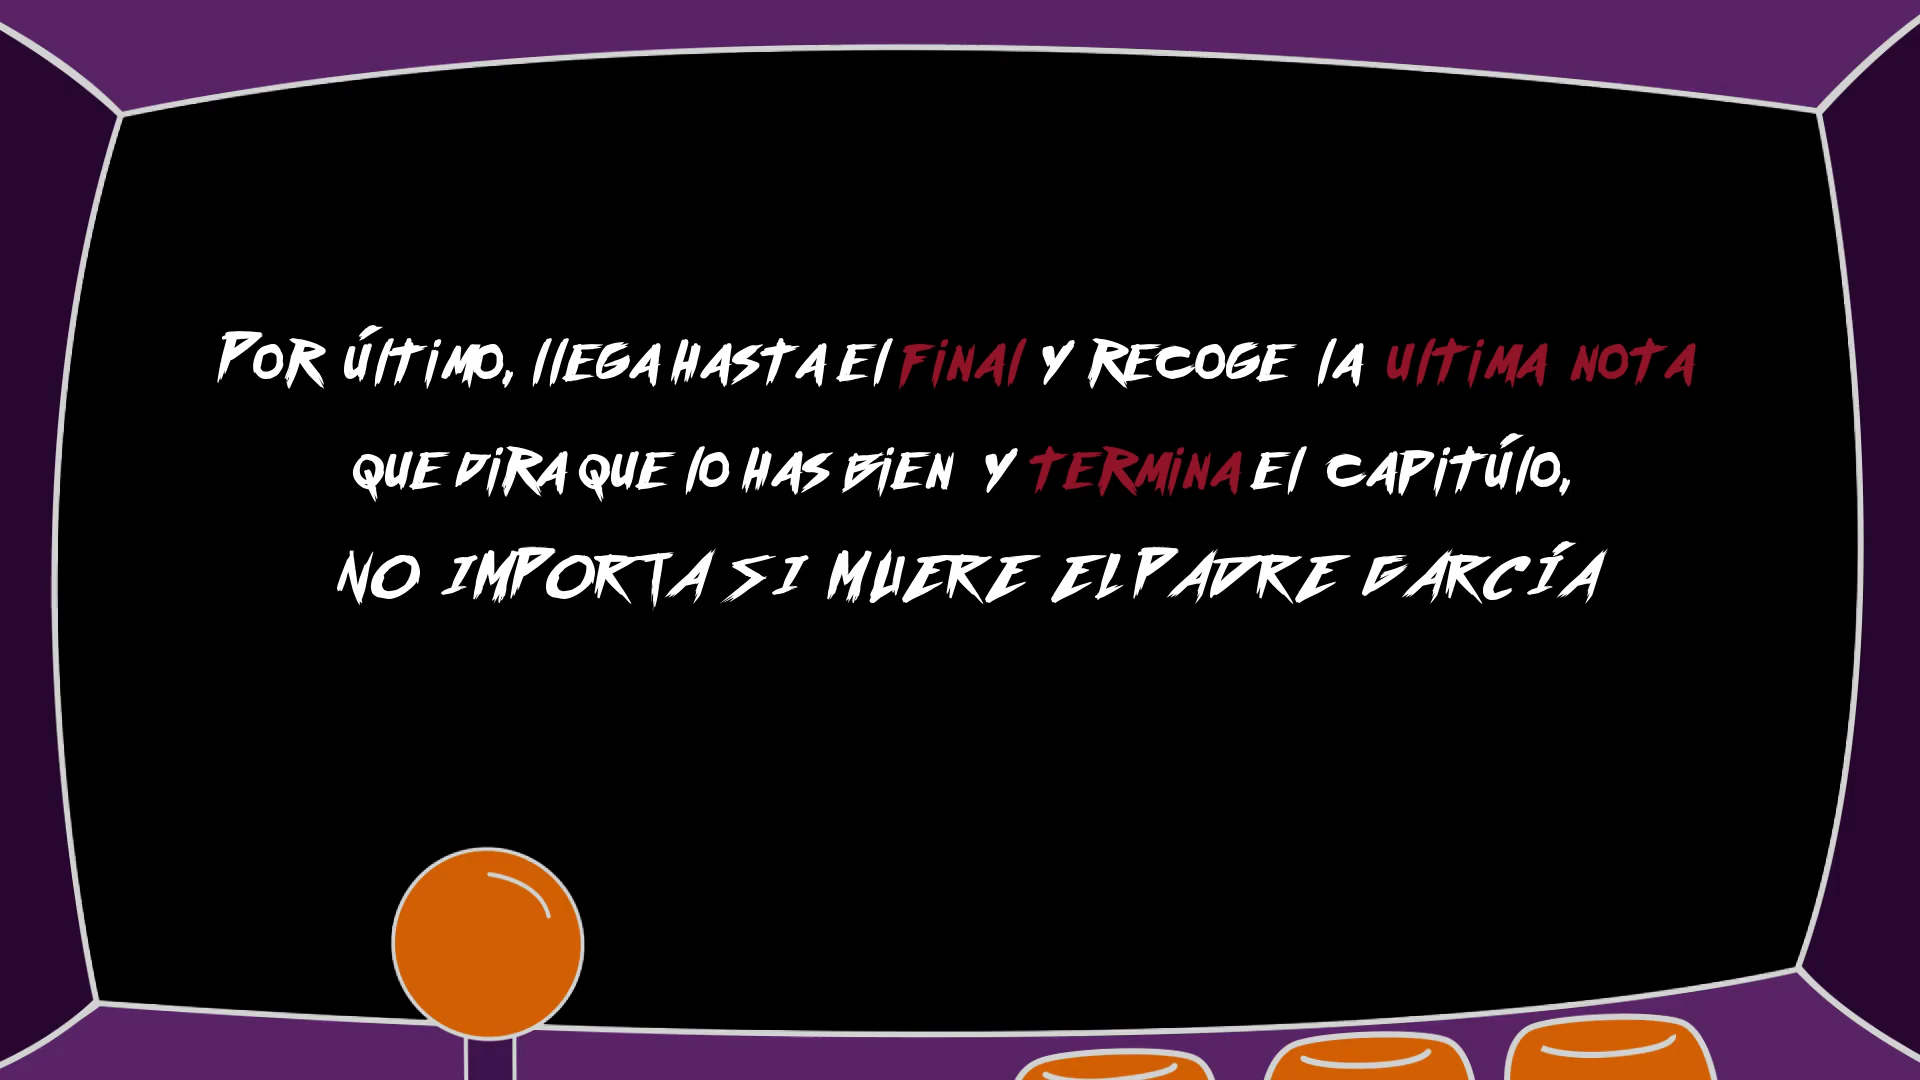 Por último, llega hasta el final y recoge la ultima nota
que dira que lo has bien y termina el capitúlo,
no importa si muere el Padre García